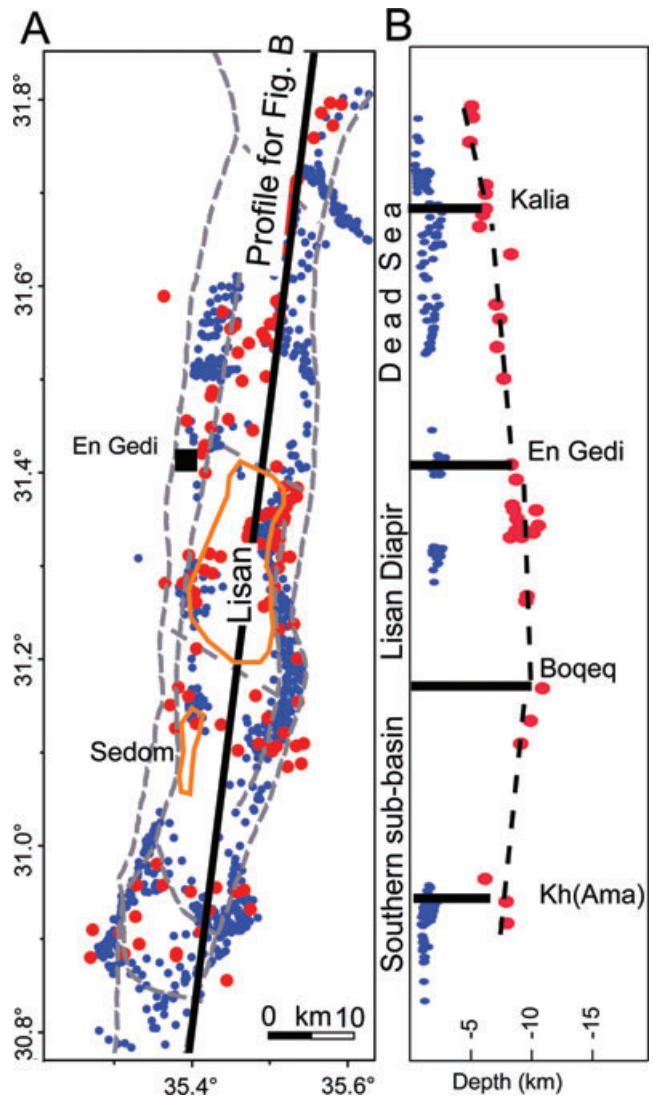 A
B
31.8°
31.6°
31.4°
31.2°
31.0°
30.8°
Profile for Fig. B
En Gedi
Lisan
Sedom
0 km 10
35.4°
35.6°
Dead Sea
Lisan Diapir
Southern sub-basin
Kalia
En Gedi
Boqeq
Kh(Ama)
-5
-10
-15
Depth (km)